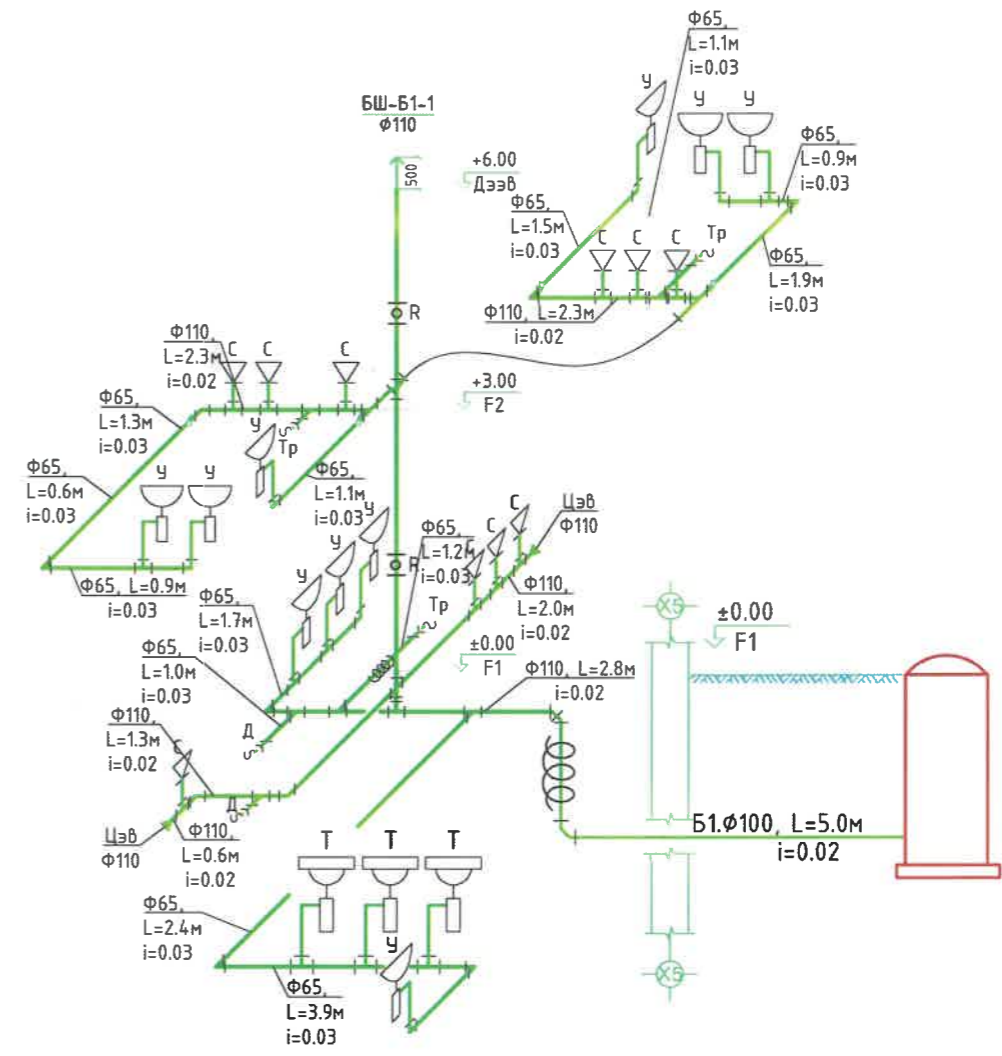 БШ-Б1-1
Ф110
500
+6.00
Дээв
Ф65,
L=1.1м
i=0.03
У
У
У
Ф65,
L=0.9м
i=0.03
Ф65,
L=1.5м
i=0.03
С
С
С
Тр
Ф65,
L=1.9м
i=0.03
Ф110, L=2.3м
i=0.02
R
Ф110,
L=2.3м
i=0.02
С
С
С
+3.00
F2
Ф65,
L=1.3м
i=0.03
У
Тр
Ф65,
L=1.1м
i=0.03
Ф65,
L=0.6м
i=0.03
У
У
Ф65, L=0.9м
i=0.03
У
У
У
R
Ф65,
L=1.2м
i=0.03
С
С
С
Цэв
Ф110
Тр
Ф110,
L=2.0м
i=0.02
Ф65,
L=1.7м
i=0.03
Ф65,
L=1.0м
i=0.03
±0.00
F1
Ф110, L=2.8м
i=0.02
X5
±0.00
F1
Д
Ф110,
L=1.3м
i=0.02
С
Д
Цэв
Ф110
Ф110,
L=0.6м
i=0.02
Б1.Ф100, L=5.0м
i=0.02
Т
Т
Т
Ф65,
L=2.4м
i=0.03
У
Ф65,
L=3.9м
i=0.03
X5